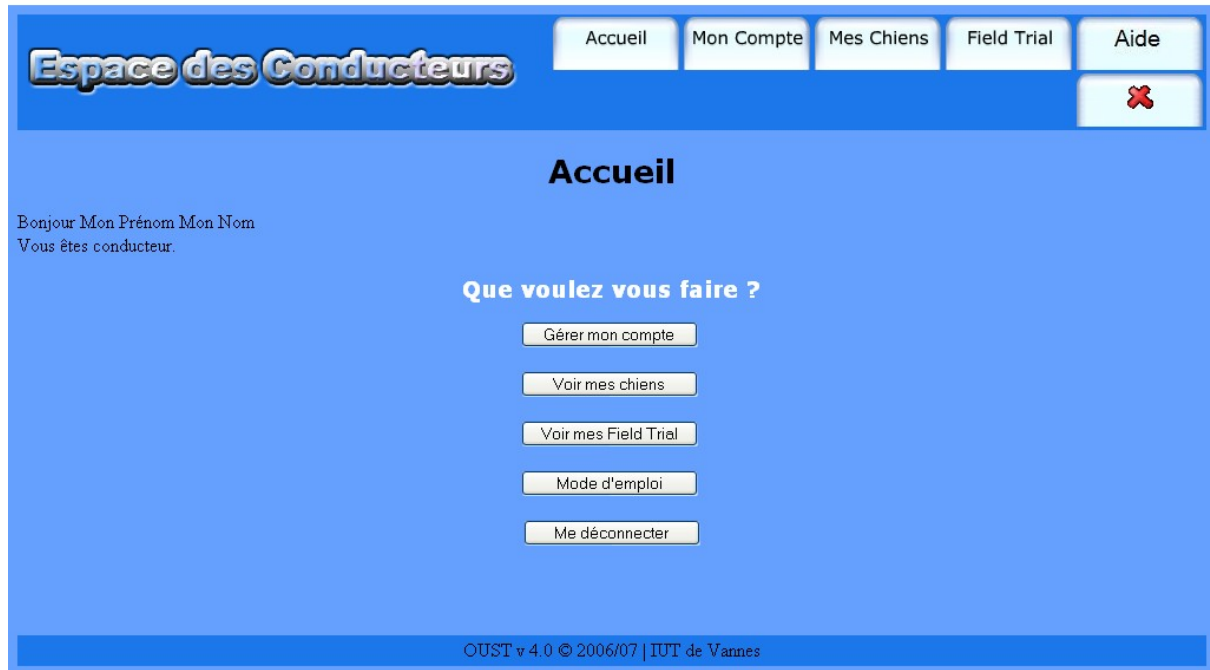 Espace des Conducteurs
Accueil
Mon Compte
Mes Chiens
Field Trial
Aide
Accueil
Bonjour Mon Prénom Mon Nom
Vous êtes conducteur.
Que voulez vous faire ?
Gérer mon compte
Voir mes chiens
Voir mes Field Trial
Mode d'emploi
Me déconnecter
OUST v 4.0 © 2006/07 | IUT de Vannes